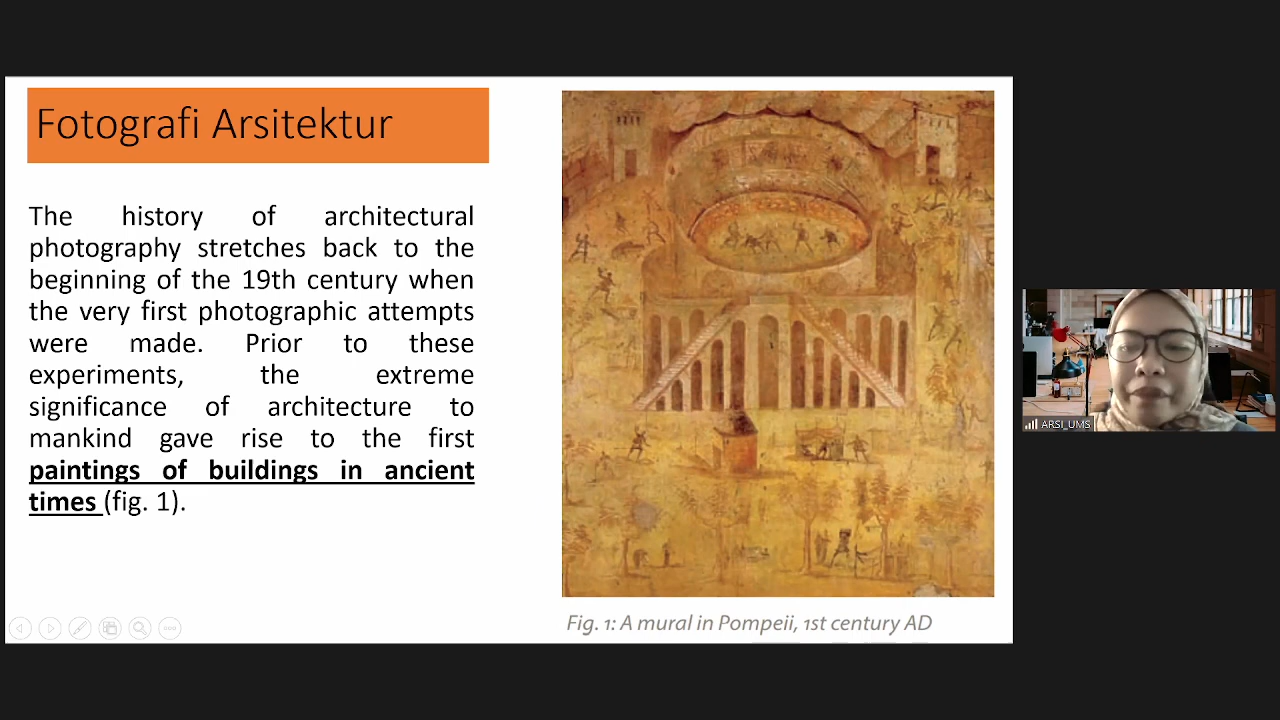 Fotografi Arsitektur
The history of architectural
photography stretches back to the
beginning of the 19th century when
the very first photographic attempts
were made. Prior to these
experiments, the extreme
significance of architecture to
mankind gave rise to the first
paintings of buildings in ancient
times (fig. 1).
Fig. 1: A mural in Pompeii, 1st century AD
ARSI_UMS